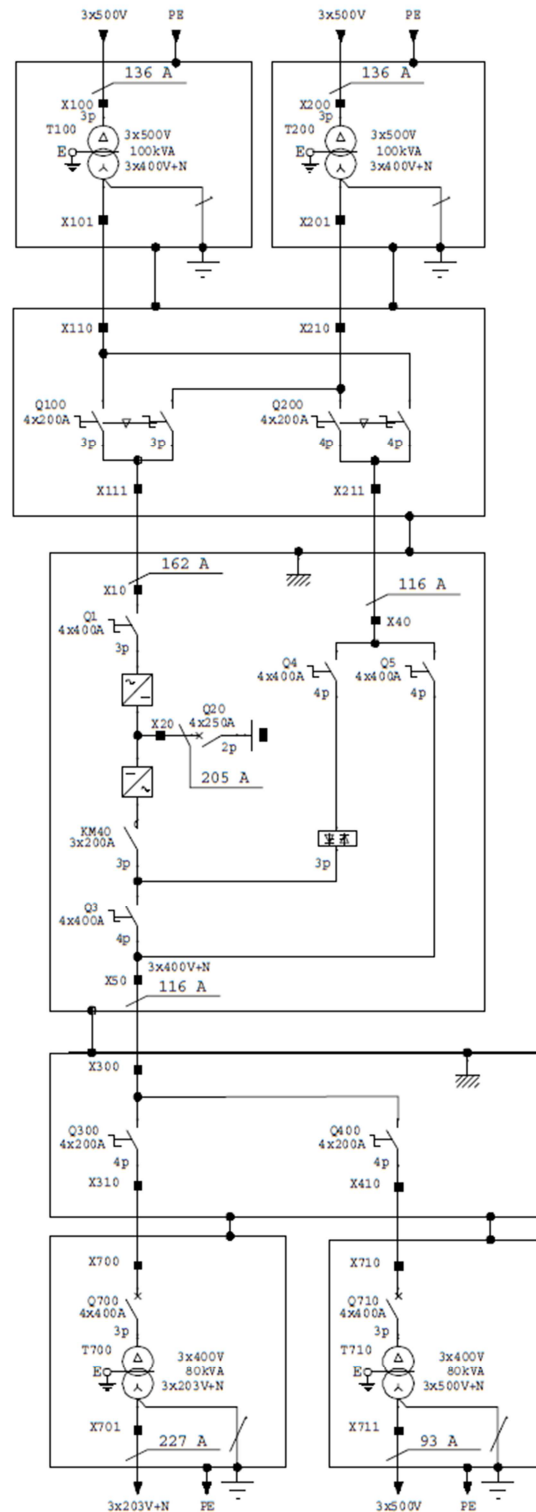 3x500V PE 3x500V PE
136 A 136 A
X100 X200
3p 3p
T100 3x500V T200 3x500V
E 100kVA E 100kVA
3x400V+N 3x400V+N
X101 X201
X110 X210
Q100 Q200
4x200A 4x200A
3p 3p 4p 4p
X111 X211
162 A
X10 116 A
X40
Q1
4x400A
3p
Q4 Q5
4x400A 4x400A
4p 4p
Q20
X20 4x250A
2p
205 A
KM40
3x200A
3p 3p
Q3
4x400A
4p
3x400V+N
X50
116 A
X300
Q300 Q400
4x200A 4x200A
4p 4p
X310 X410
X700 X710
Q700 Q710
4x400A 4x400A
3p 3p
T700 3x400V T710 3x400V
E 80kVA E 80kVA
3x203V+N 3x500V+N
X701 X711
227 A 93 A
3x203V+N PE 3x500V PE